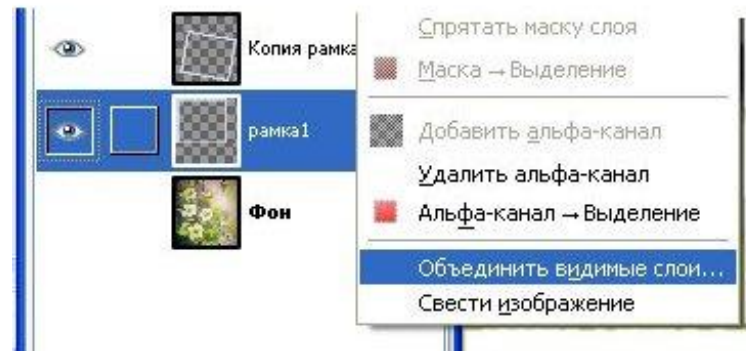 Спрятать маску слоя
Копия рамка
Маска → Выделение
рамка1
Добавить альфа-канал
Удалить альфа-канал
Фон
Альфа-канал → Выделение
Объединить видимые слои...
Свести изображение